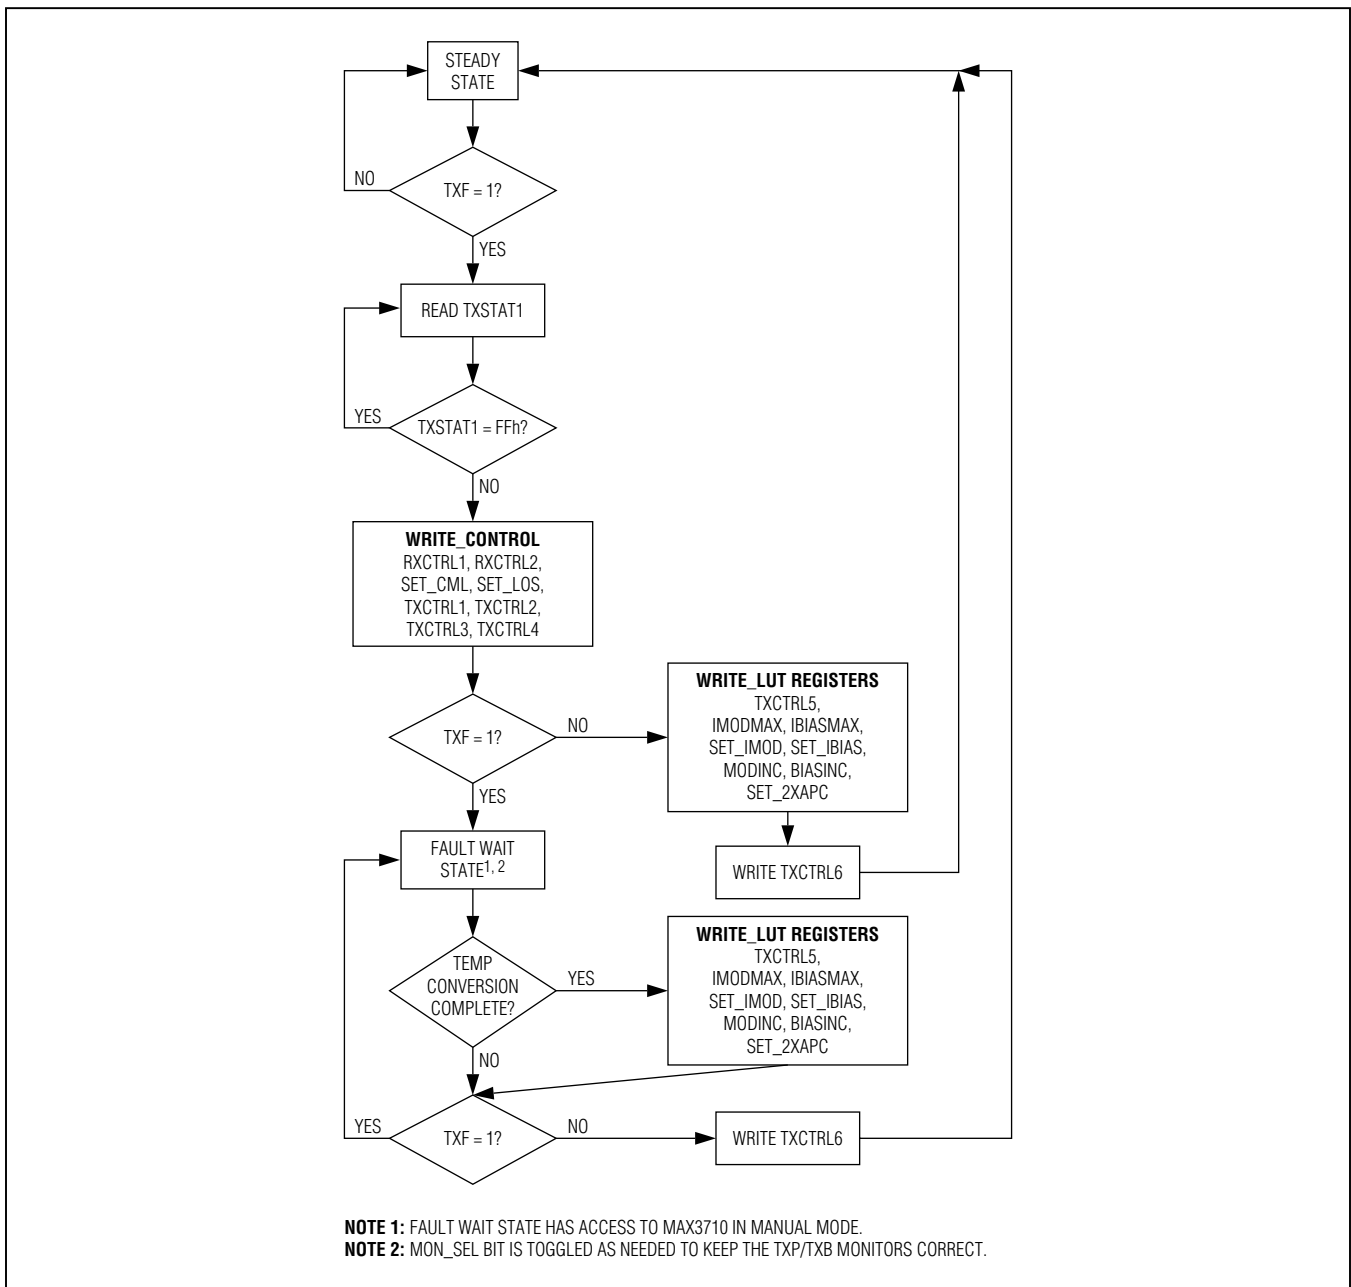 STEADY
STATE
NO
TXF = 1?
YES
READ TXSTAT1
YES
TXSTAT1 = FFh?
NO
WRITE_CONTROL
RXCTRL1, RXCTRL2,
SET_CML, SET_LOS,
TXCTRL1, TXCTRL2,
TXCTRL3, TXCTRL4
TXF = 1?
NO
WRITE_LUT REGISTERS
TXCTRL5,
IMODMAX, IBIASMAX,
SET_IMOD, SET_IBIAS,
MODINC, BIASINC,
SET_2XAPC
YES
FAULT WAIT
STATE1, 2
WRITE TXCTRL6
TEMP
CONVERSION
COMPLETE?
YES
WRITE_LUT REGISTERS
TXCTRL5,
IMODMAX, IBIASMAX,
SET_IMOD, SET_IBIAS,
MODINC, BIASINC,
SET_2XAPC
NO
YES
TXF = 1?
NO
WRITE TXCTRL6
NOTE 1: FAULT WAIT STATE HAS ACCESS TO MAX3710 IN MANUAL MODE.
NOTE 2: MON_SEL BIT IS TOGGLED AS NEEDED TO KEEP THE TXP/TXB MONITORS CORRECT.